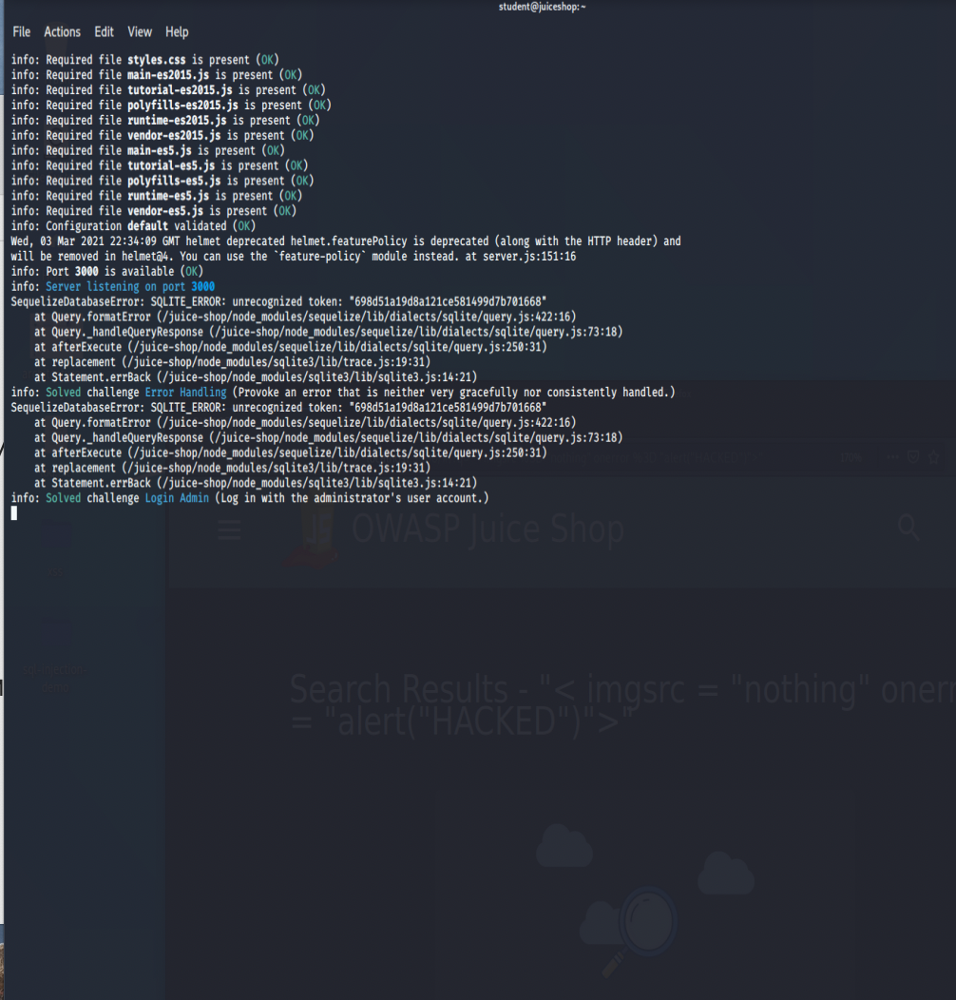 student@juiceshop:~
File Actions Edit View Help
info: Required file styles.css is present (OK)
info: Required file main-es2015.js is present (OK)
info: Required file tutorial-es2015.js is present (OK)
info: Required file polyfills-es2015.js is present (OK)
info: Required file runtime-es2015.js is present (OK)
info: Required file vendor-es2015.js is present (OK)
info: Required file main-es5.js is present (OK)
info: Required file tutorial-es5.js is present (OK)
info: Required file polyfills-es5.js is present (OK)
info: Required file runtime-es5.js is present (OK)
info: Required file vendor-es5.js is present (OK)
info: Configuration default validated (OK)
Wed, 03 Mar 2021 22:34:09 GMT helmet deprecated helmet.featurePolicy is deprecated (along with the HTTP header) and
will be removed in helmet@4. You can use the `feature-policy` module instead. at server.js:151:16
info: Port 3000 is available (OK)
info: Server listening on port 3000
SequelizeDatabaseError: SQLITE_ERROR: unrecognized token: "698d51a19d8a121ce581499d7b701668"
at Query.formatError (/juice-shop/node_modules/sequelize/lib/dialects/sqlite/query.js:422:16)
at Query._handleQueryResponse (/juice-shop/node_modules/sequelize/lib/dialects/sqlite/query.js:73:18)
at afterExecute (/juice-shop/node_modules/sequelize/lib/dialects/sqlite/query.js:250:31)
at replacement (/juice-shop/node_modules/sqlite3/lib/trace.js:19:31)
at Statement.errBack (/juice-shop/node_modules/sqlite3/lib/sqlite3.js:14:21)
info: Solved challenge Error Handling (Provoke an error that is neither very gracefully nor consistently handled.)
SequelizeDatabaseError: SQLITE_ERROR: unrecognized token: "698d51a19d8a121ce581499d7b701668"
at Query.formatError (/juice-shop/node_modules/sequelize/lib/dialects/sqlite/query.js:422:16)
at Query._handleQueryResponse (/juice-shop/node_modules/sequelize/lib/dialects/sqlite/query.js:73:18)
at afterExecute (/juice-shop/node_modules/sequelize/lib/dialects/sqlite/query.js:250:31)
at replacement (/juice-shop/node_modules/sqlite3/lib/trace.js:19:31)
at Statement.errBack (/juice-shop/node_modules/sqlite3/lib/sqlite3.js:14:21)
info: Solved challenge Login Admin (Log in with the administrator's user account.)
OWASP Juice Shop
Search Results - "< imgsrc = "nothing"
= "alert("HACKED")">"